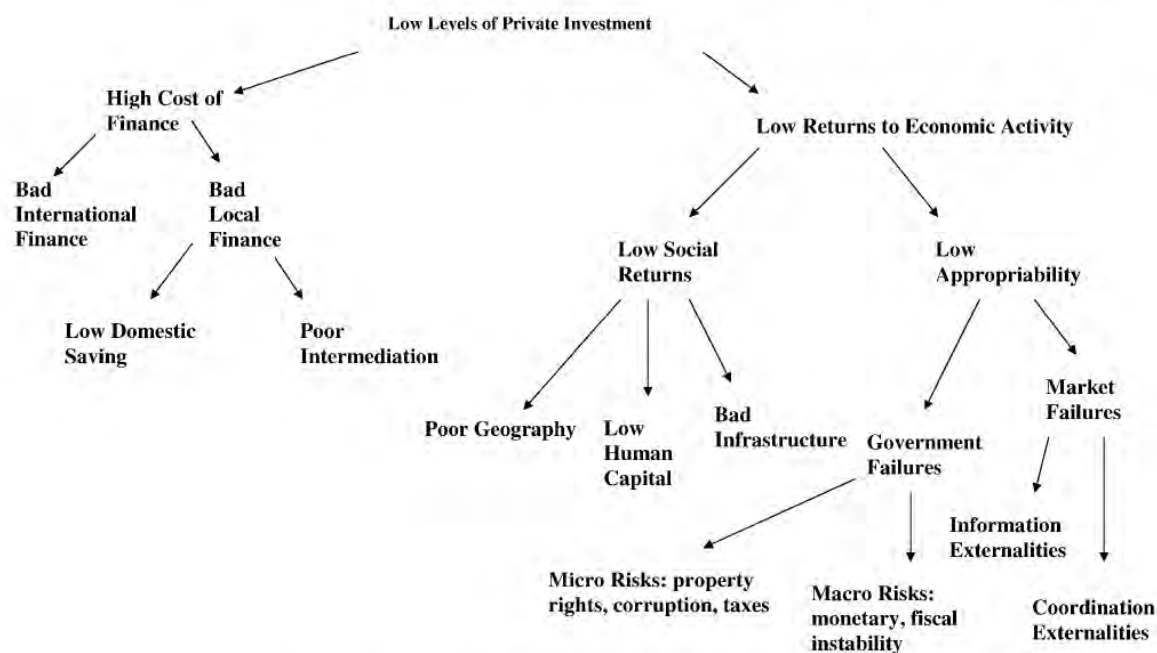 Low Levels of Private Investment
High Cost of
Finance
Low Returns to Economic Activity
Bad
International
Finance
Bad
Local
Finance
Low Social
Returns
Low
Appropriability
Low Domestic
Saving
Poor
Intermediation
Poor Geography
Low
Human
Capital
Bad
Infrastructure
Market
Failures
Government
Failures
Information
Externalities
Micro Risks: property
rights, corruption, taxes
Macro Risks:
monetary, fiscal
instability
Coordination
Externalities